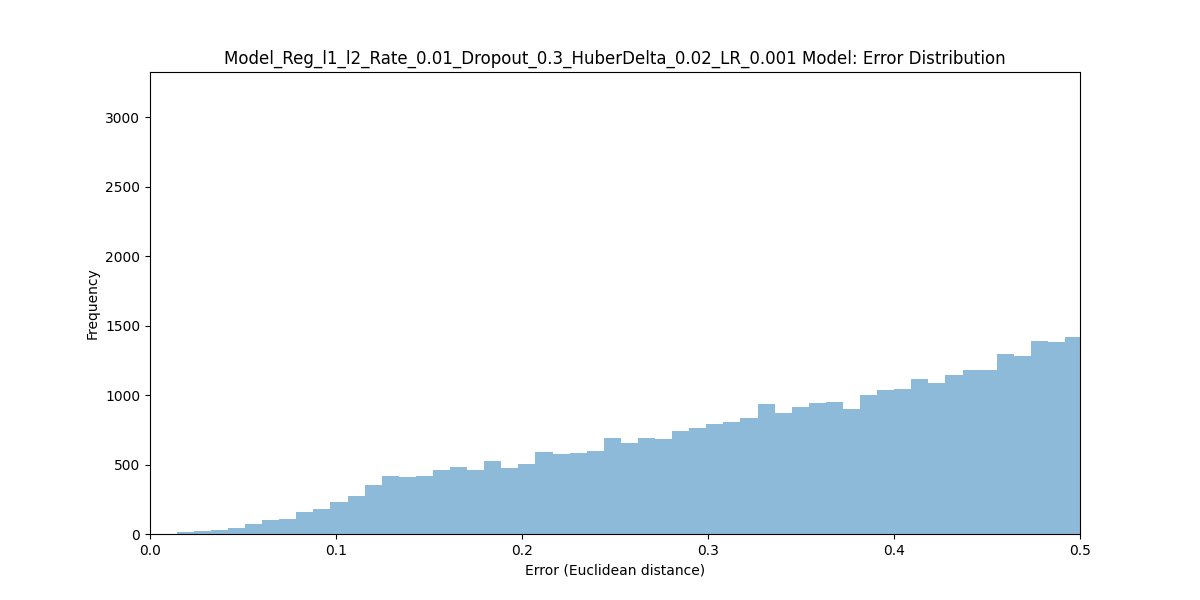 Model_Reg_l1_l2_Rate_0.01_Dropout_0.3_HuberDelta_0.02_LR_0.001 Model: Error Distribution
3000
2500
2000
1500
1000
500
0
Frequency
0.0 0.1 0.2 0.3 0.4 0.5
Error (Euclidean distance)